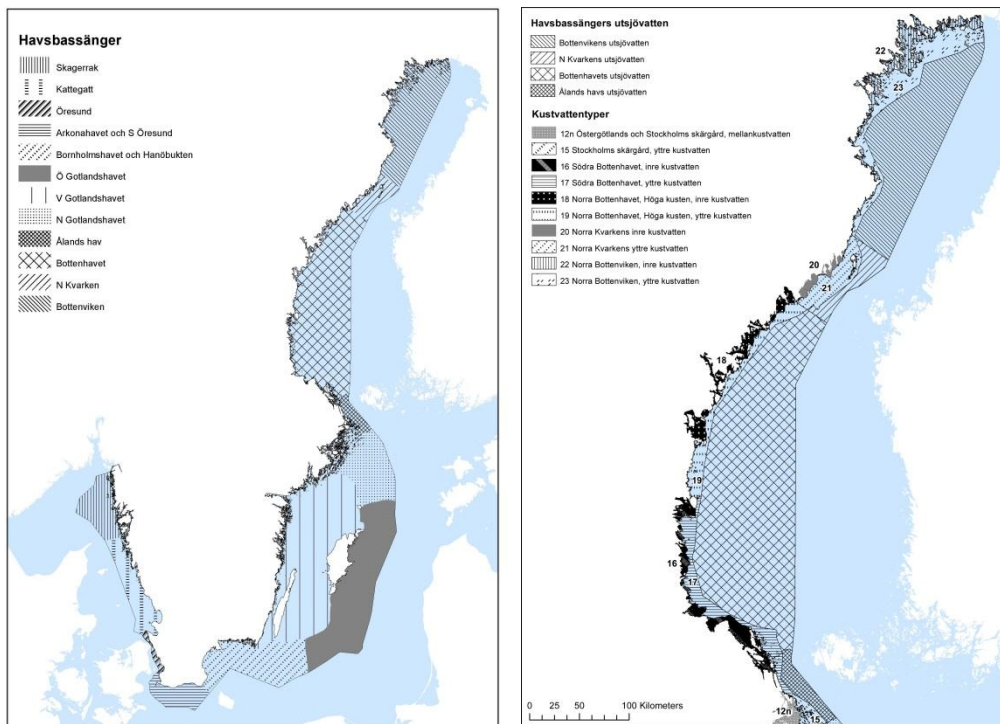 Havsbassänger
Skagerrak
Kattegatt
Öresund
Arkonahavet och S Öresund
Bornholmshavet och Hanöbukten
Ö Gotlandshavet
V Gotlandshavet
N Gotlandshavet
Ålands hav
Bottenhavet
N Kvarken
Bottenviken
Havsbassängers utsjövatten
Bottenvikens utsjövatten
N Kvarkens utsjövatten
Bottenhavets utsjövatten
Ålands havs utsjövatten
Kustvattentyper
12n Östergötlands och Stockholms skärgård, mellankustvatten
15 Stockholms skärgård, yttre kustvatten
16 Södra Bottenhavet, inre kustvatten
17 Södra Bottenhavet, yttre kustvatten
18 Norra Bottenhavet, Höga kusten, inre kustvatten
19 Norra Bottenhavet, Höga kusten, yttre kustvatten
20 Norra Kvarkens inre kustvatten
21 Norra Kvarkens yttre kustvatten
22 Norra Bottenviken, inre kustvatten
23 Norra Bottenviken, yttre kustvatten
22
23
20
21
18
19
16
17
12n
15
0 25 50 100 Kilometers